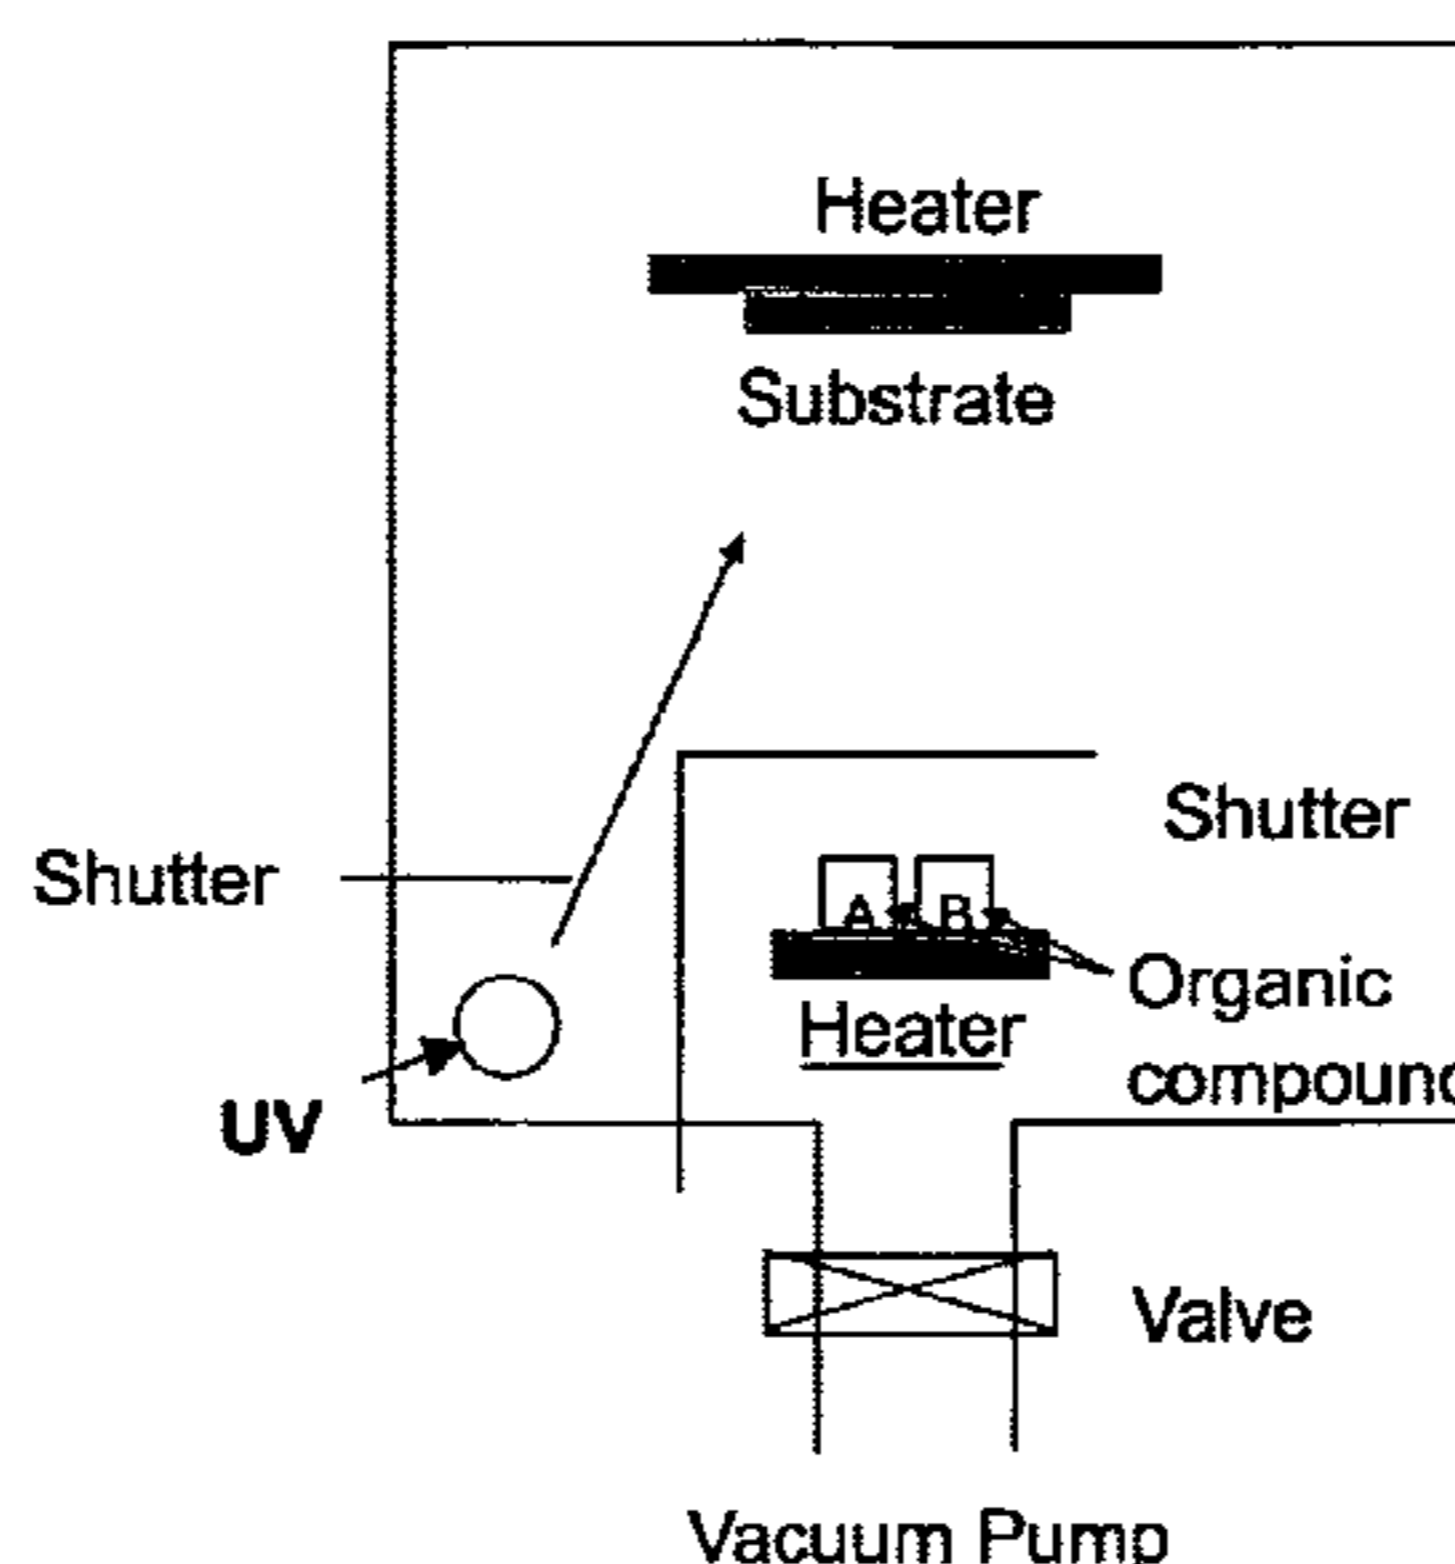 Heater
Substrate
Shutter
Shutter
A B
Organic
Heater
UV
Valve
Vacuum Pump